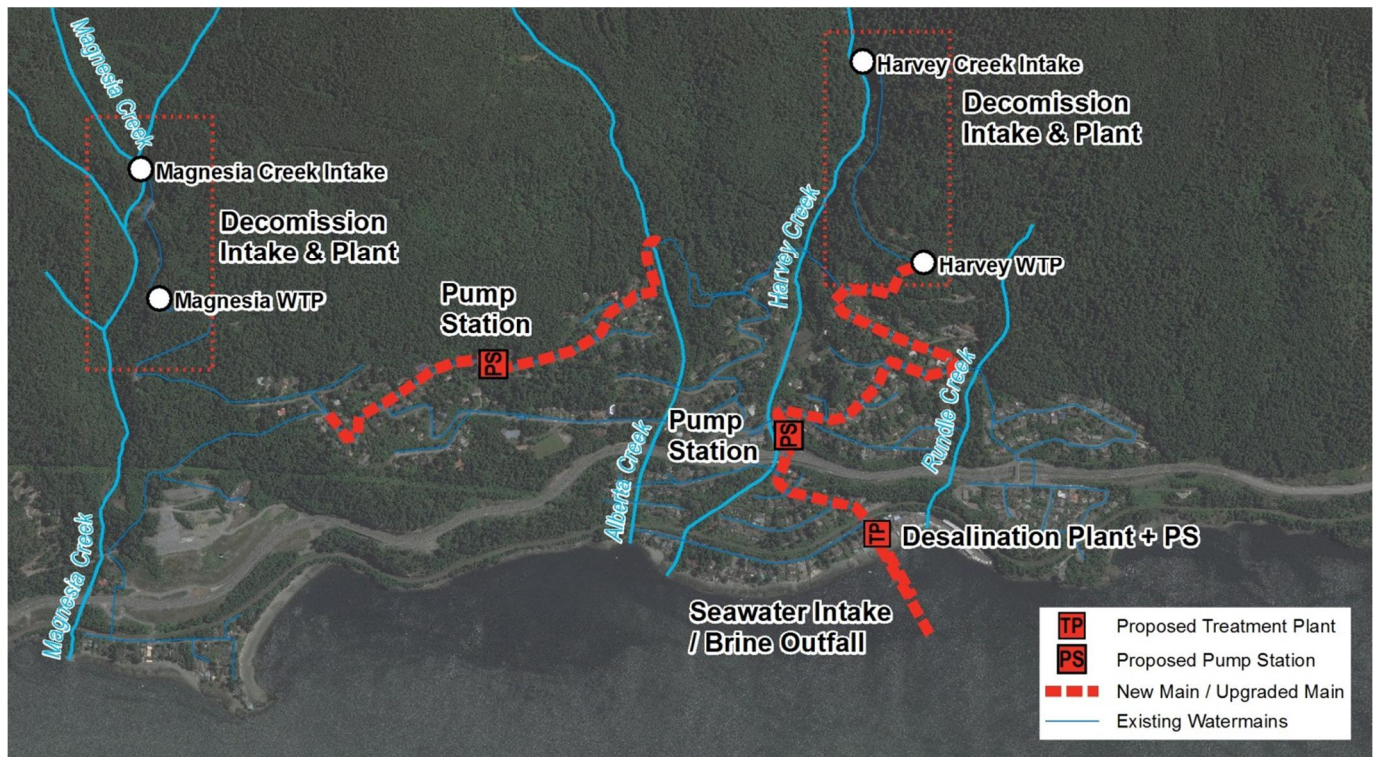 Magnesia Creek
Harvey Creek Intake
Decomission
Intake & Plant
Magnesia Creek Intake
Decomission
Intake & Plant
Harvey Creek
Harvey WTP
Magnesia WTP
Pump
Station
PS
Rundle Creek
Pump
Station
PS
Alberta Creek
Magnesia Creek
TP
Desalination Plant + PS
Seawater Intake
/ Brine Outfall
TP Proposed Treatment Plant
PS Proposed Pump Station
New Main / Upgraded Main
Existing Watermains